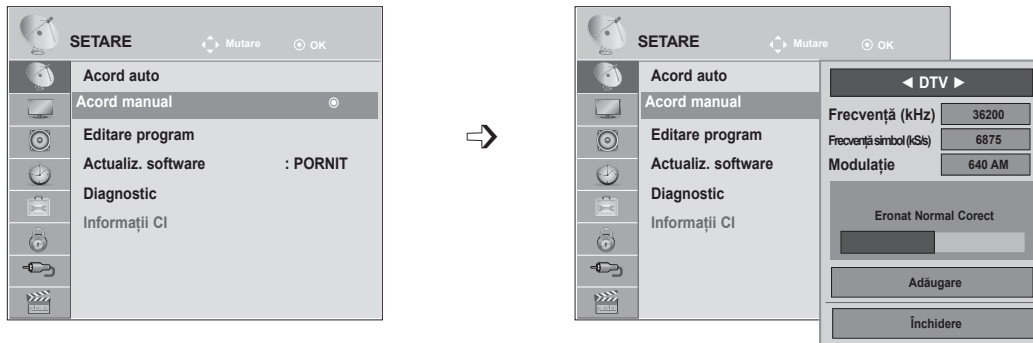 SETARE Mutare OK
Acord auto
Acord manual
Editare program
Actualiz. software : PORNIT
Diagnostic
Informații CI
SETARE Mutare OK
Acord auto
Acord manual
Editare program
Actualiz. software
Diagnostic
Informații CI
◄ DTV ►
Frecvență (kHz) 36200
Frecvență simbol (kS/s) 6875
Modulație 640 AM
Eronat Normal Corect
Adăugare
Închidere